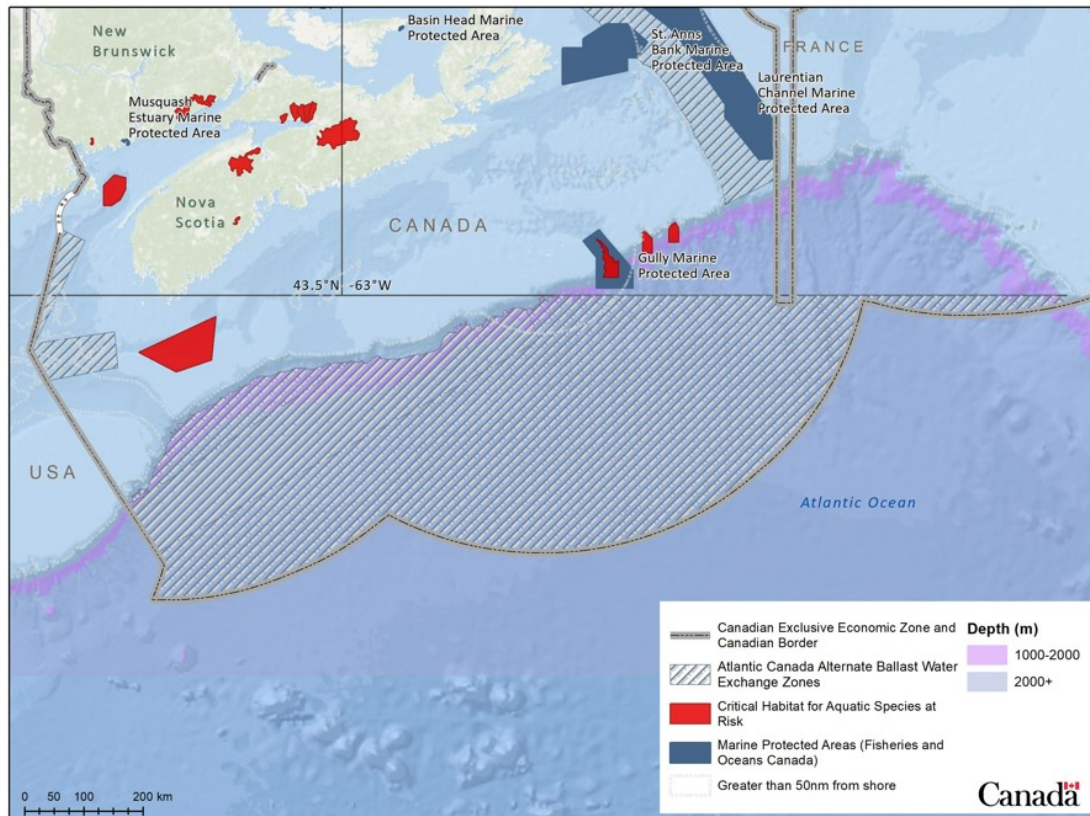 New
Brunswick
Basin Head Marine
Protected Area
St. Anns
Bank Marine
Protected Area
FRANCE
Laurentian
Channel Marine
Protected Area
Musquash
Estuary Marine
Protected Area
Nova
Scotia
CANADA
Gully Marine
Protected Area
43.5°N, -63°W
USA
Atlantic Ocean
Canadian Exclusive Economic Zone and
Canadian Border
Atlantic Canada Alternate Ballast Water
Exchange Zones
Critical Habitat for Aquatic Species at
Risk
Marine Protected Areas (Fisheries and
Oceans Canada)
Greater than 50nm from shore
Depth (m)
1000-2000
2000+
0 50 100 200 km
Canada